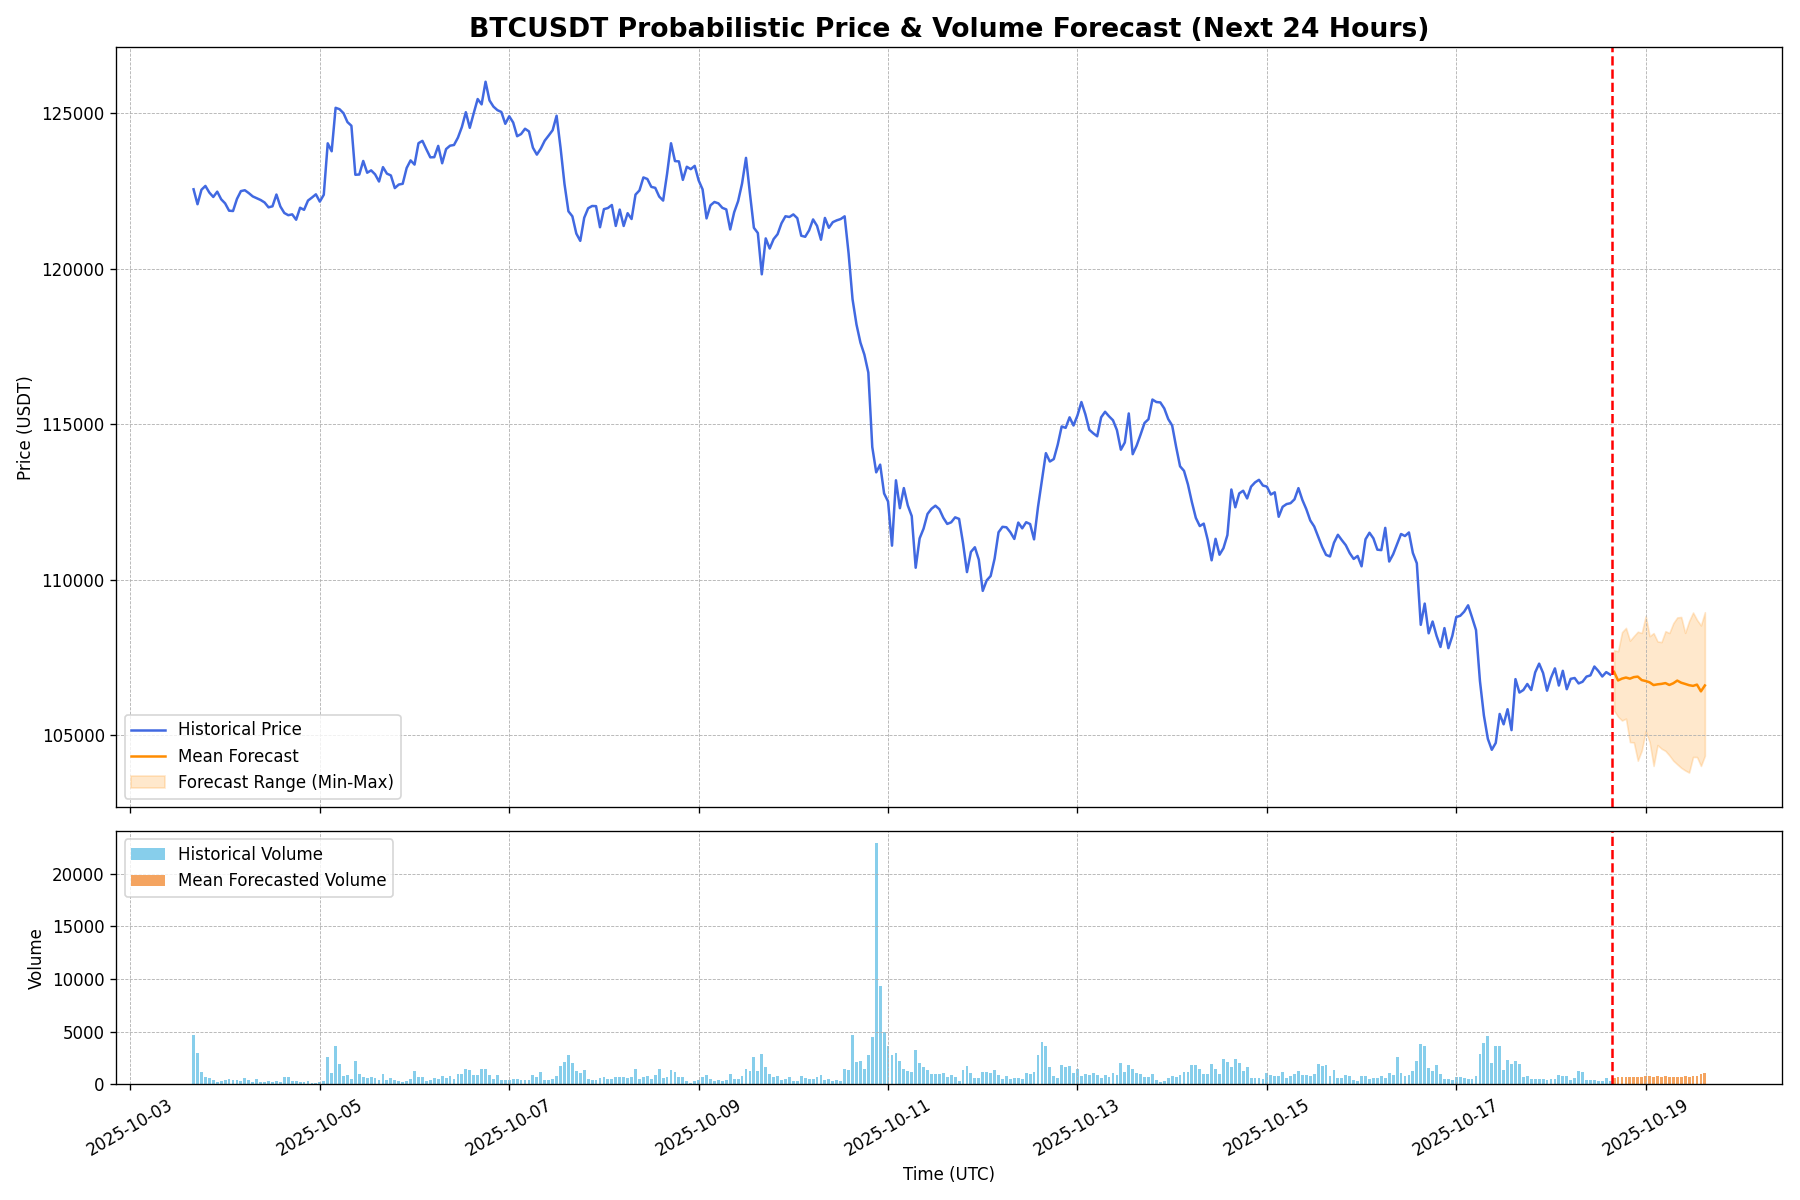 BTCUSDT Probabilistic Price & Volume Forecast (Next 24 Hours)
125000
120000
115000
110000
105000
Price (USDT)
Historical Price
Mean Forecast
Forecast Range (Min-Max)
20000
15000
10000
5000
0
Volume
Historical Volume
Mean Forecasted Volume
2025-10-03
2025-10-05
2025-10-07
2025-10-09
2025-10-11
2025-10-13
2025-10-15
2025-10-17
2025-10-19
Time (UTC)